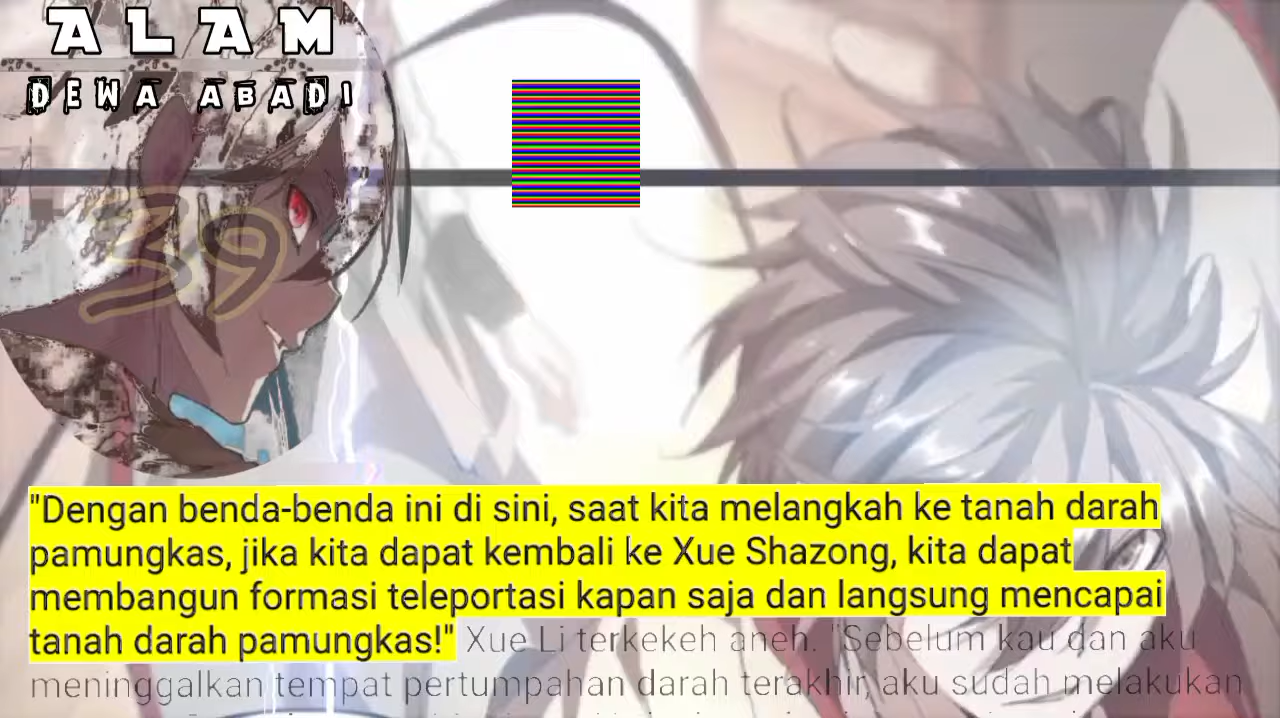 ALAM
DEWA ABADI
39
"Dengan benda-benda ini di sini, saat kita melangkah ke tanah darah
pamungkas, jika kita dapat kembali ke Xue Shazong, kita dapat
membangun formasi teleportasi kapan saja dan langsung mencapai
tanah darah pamungkas!" Xue Li terkekeh aneh. "Sebelum kau dan aku
meninggalkan tempat pertumpahan darah terakhir, aku sudah melakukan